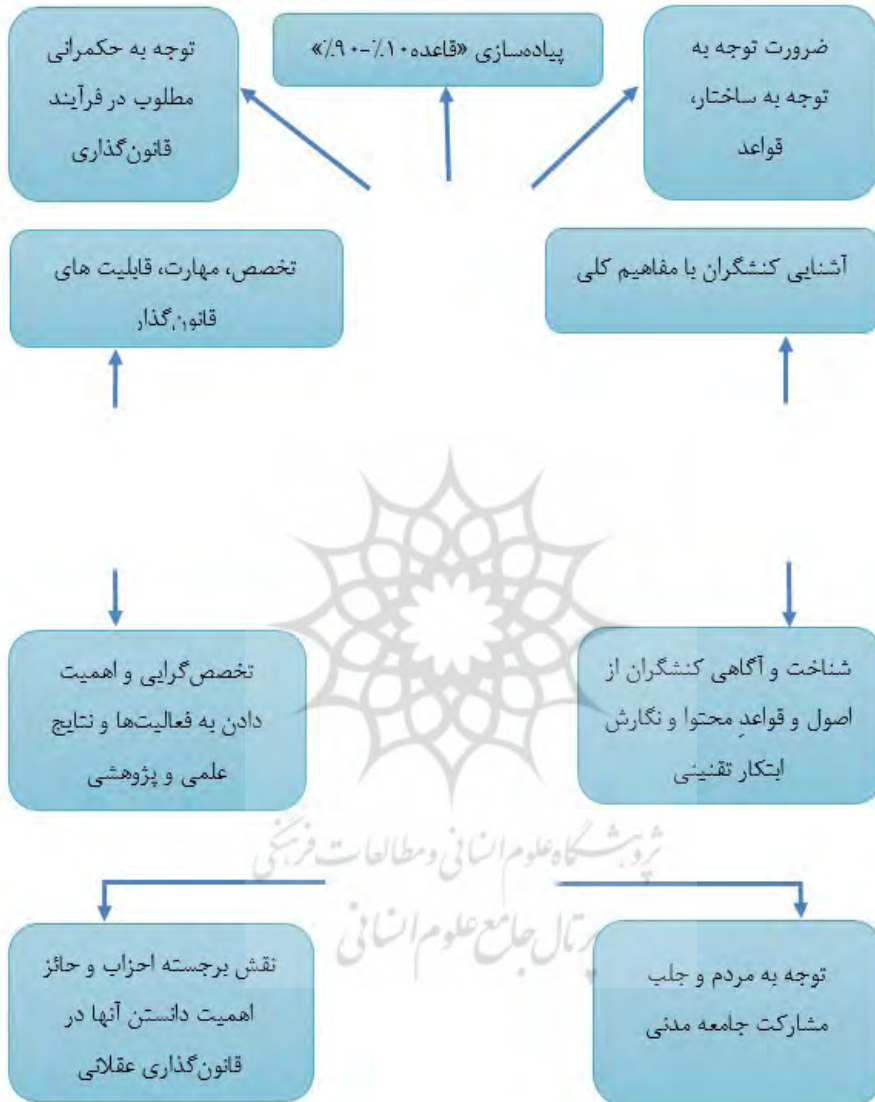 ضرورت توجه به
توجه به ساختار،
قواعد
پیاده‌سازی «قاعده۱۰٪-۹۰٪»
توجه به حکمرانی
مطلوب در فرآیند
قانون‌گذاری
آشنایی کنشگران با مفاهیم کلی
تخصص، مهارت، قابلیت های
قانون‌گذار
شناخت و آگاهی کنشگران از
اصول و قواعدِ محتوا و نگارش
ابتکار تقنینی
تخصص‌گرایی و اهمیت
دادن به فعالیت‌ها و نتایج
علمی و پژوهشی
پژوهشگاه علوم انسانی و مطالعات فرهنگی
پرتال جامع علوم انسانی
توجه به مردم و جلب
مشارکت جامعه مدنی
نقش برجسته احزاب و حائز
اهمیت دانستن آنها در
قانون‌گذاری عقلانی